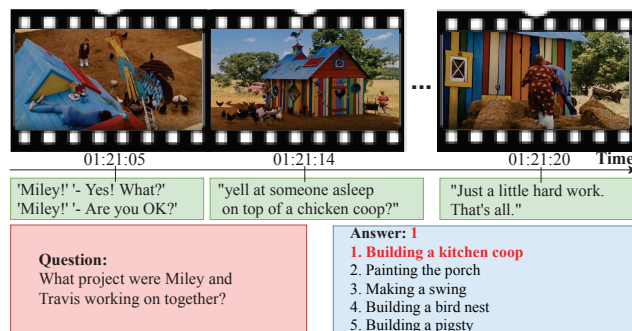 ...
01:21:05
01:21:14
01:21:20
Time
'Miley!' '- Yes! What?'
'Miley!' '- Are you OK?'
"yell at someone asleep
on top of a chicken coop?"
"Just a little hard work.
That's all."
Question:
What project were Miley and
Travis working on together?
Answer: 1
1. Building a kitchen coop
2. Painting the porch
3. Making a swing
4. Building a bird nest
5. Building a pigsty